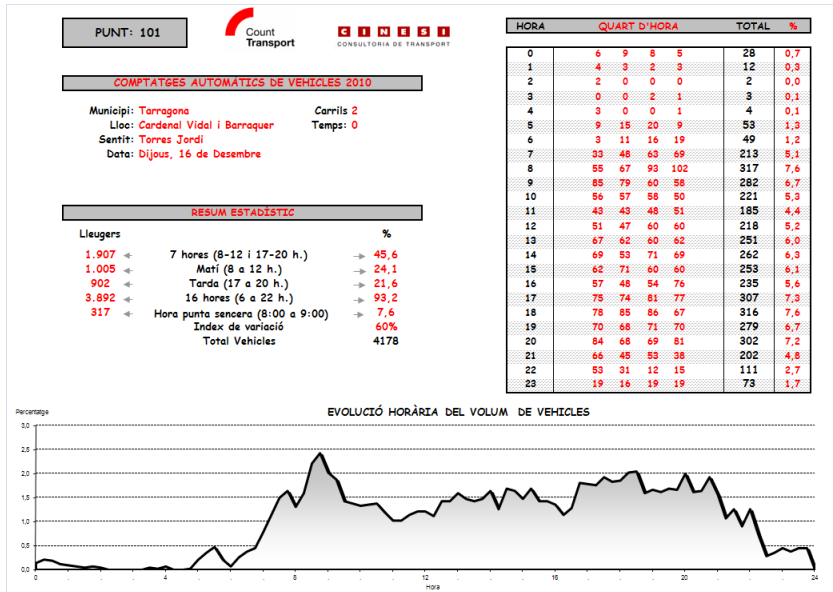 PUNT: 101
Count
Transport
CINESI
CONSULTORIA DE TRANSPORT
COMPTATGES AUTOMÀTICS DE VEHICLES 2010
Municipi: Tarragona Carrils 2
Lloc: Cardenal Vidal i Barraquer Temps: 0
Sentit: Torres Jordi
Data: Dijous, 16 de Desembre
RESUM ESTADÍSTIC
Lleugers %
1.907 7 hores (8-12 i 17-20 h.) 45,6
1.005 Matí (8 a 12 h.) 24,1
902 Tarda (17 a 20 h.) 21,6
3.892 16 hores (6 a 22 h.) 93,2
317 Hora punta sencera (8:00 a 9:00) 7,6
Index de variació 60%
Total Vehicles 4178
HORA QUART D'HORA TOTAL %
0 6 9 8 5 28 0,7
1 4 3 2 3 12 0,3
2 2 0 0 0 2 0,0
3 0 0 2 1 3 0,1
4 3 0 0 1 4 0,1
5 9 15 20 9 53 1,3
6 3 11 16 19 49 1,2
7 33 48 63 69 213 5,1
8 55 67 93 102 317 7,6
9 85 79 60 58 282 6,7
10 56 57 58 50 221 5,3
11 43 43 48 51 185 4,4
12 51 47 60 60 218 5,2
13 67 62 60 62 251 6,0
14 69 53 71 69 262 6,3
15 62 71 60 60 253 6,1
16 57 48 54 76 235 5,6
17 75 74 81 77 307 7,3
18 78 85 86 67 316 7,6
19 70 68 71 70 279 6,7
20 84 68 69 81 302 7,2
21 66 45 53 38 202 4,8
22 53 31 12 15 111 2,7
23 19 16 19 19 73 1,7
EVOLUCIÓ HORÀRIA DEL VOLUM DE VEHICLES
Percentatge
3,0
2,5
2,0
1,5
1,0
0,5
0,0
0 4 8 12 16 20 24
Hora